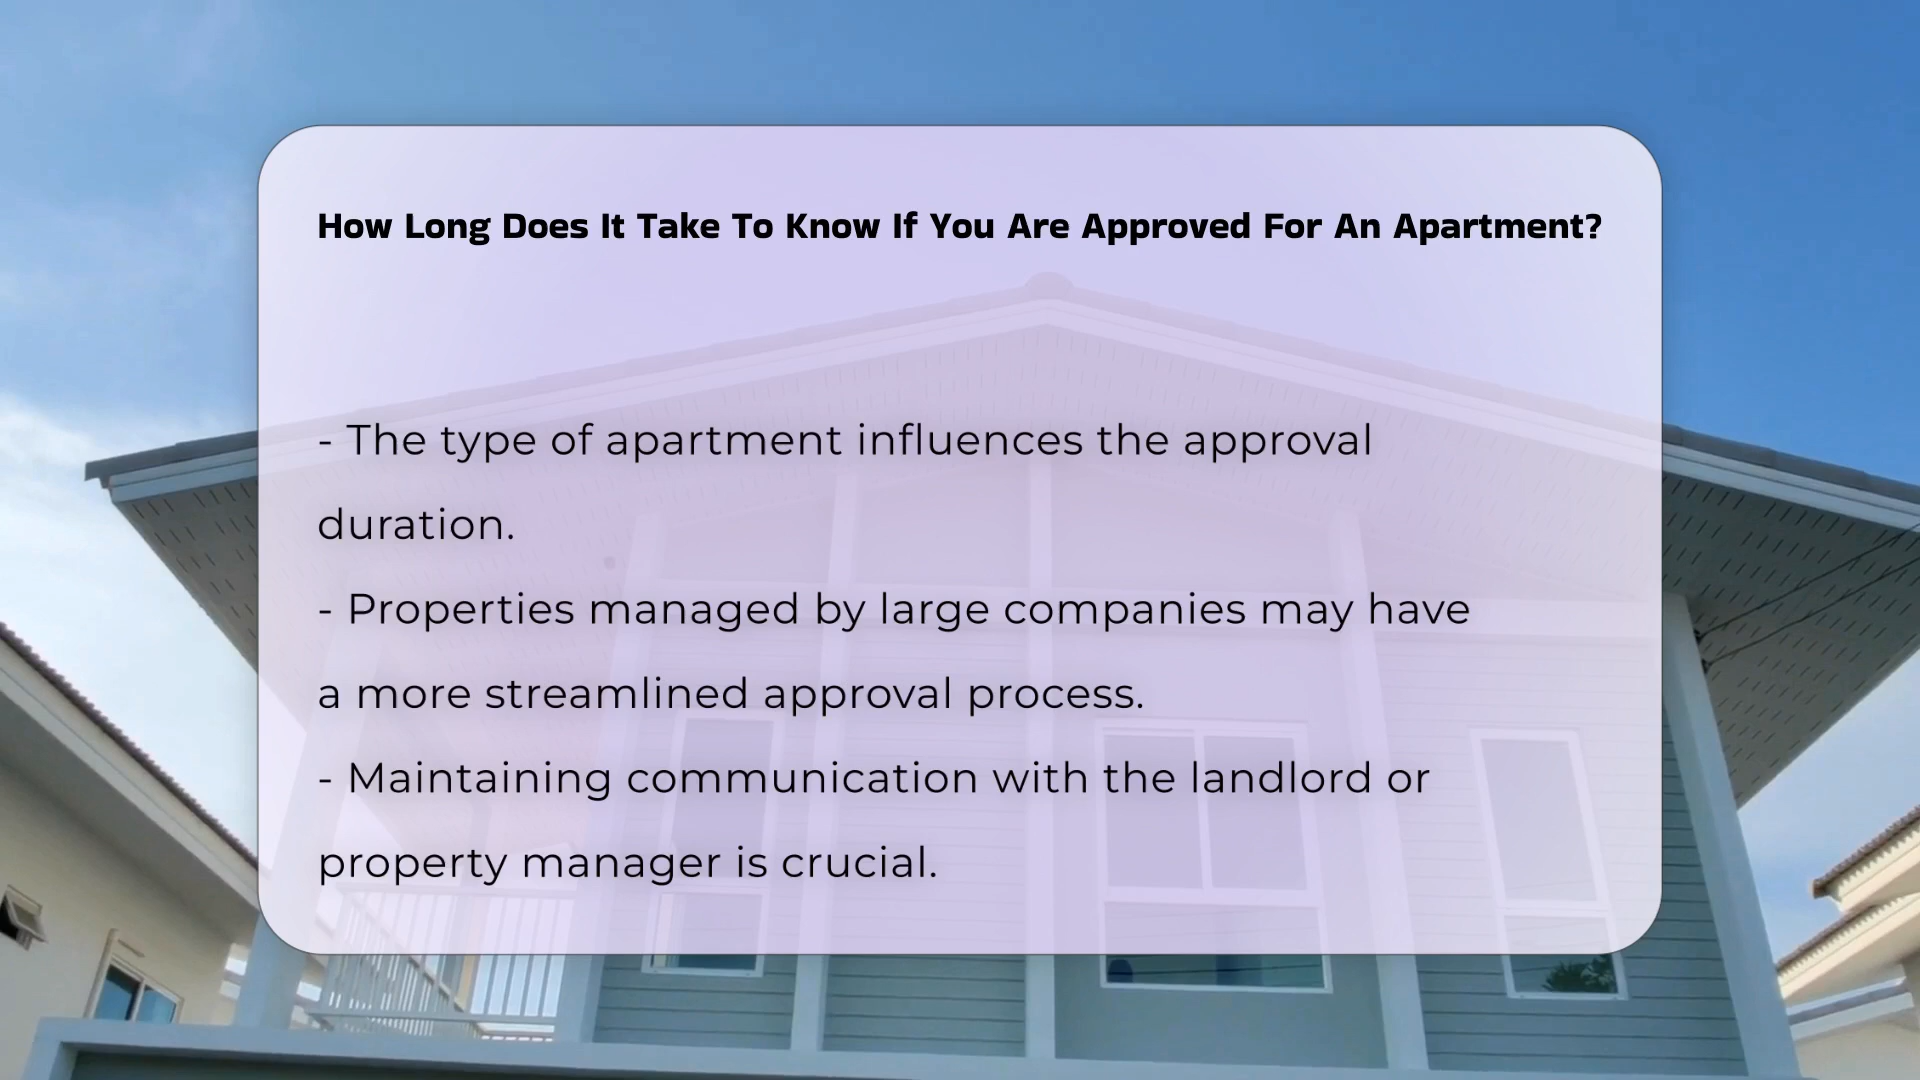 How Long Does It Take To Know If You Are Approved For An Apartment?
- The type of apartment influences the approval
duration.
- Properties managed by large companies may have
a more streamlined approval process.
- Maintaining communication with the landlord or
property manager is crucial.